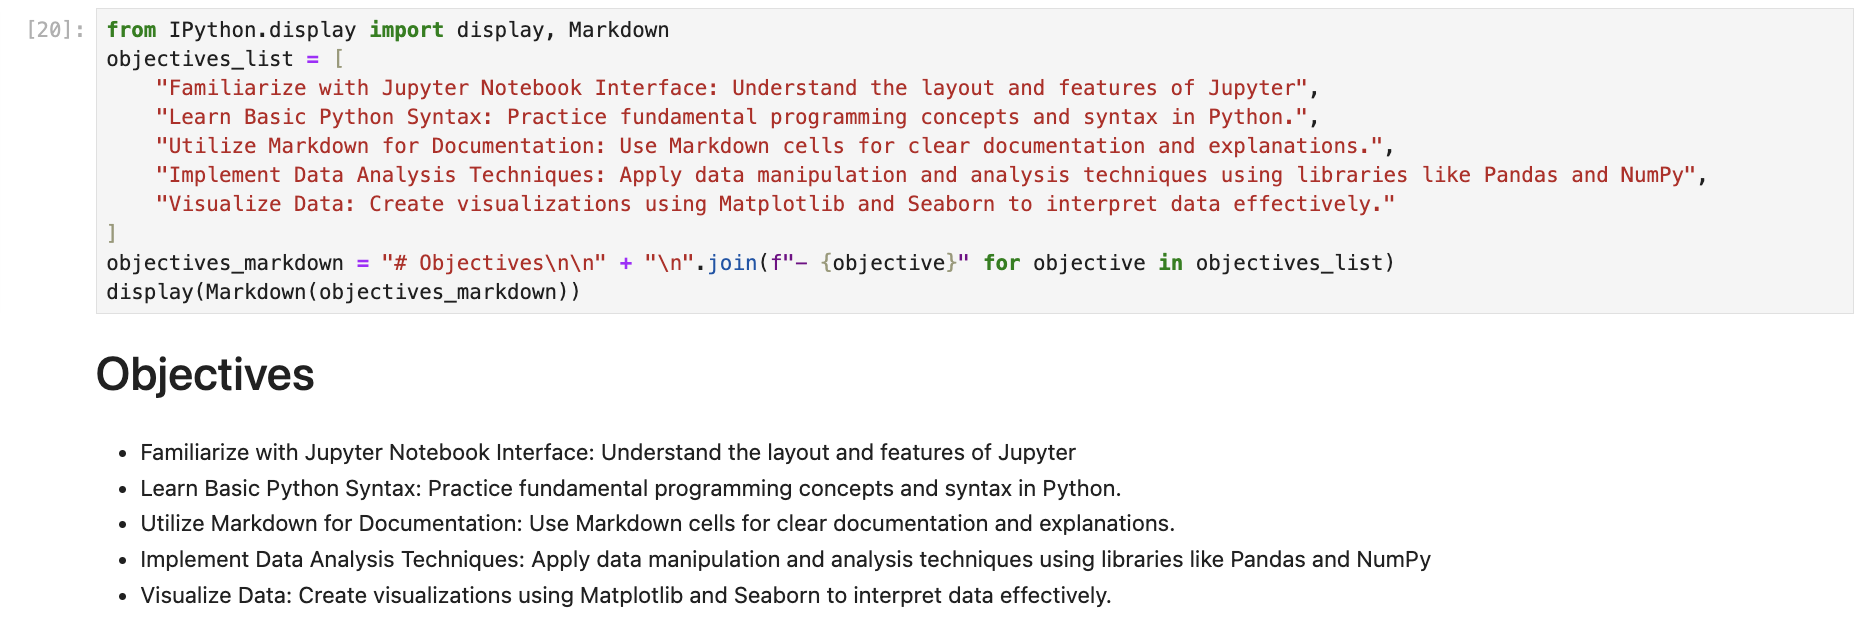 [20]: from IPython.display import display, Markdown
objectives_list = [
    "Familiarize with Jupyter Notebook Interface: Understand the layout and features of Jupyter",
    "Learn Basic Python Syntax: Practice fundamental programming concepts and syntax in Python.",
    "Utilize Markdown for Documentation: Use Markdown cells for clear documentation and explanations.",
    "Implement Data Analysis Techniques: Apply data manipulation and analysis techniques using libraries like Pandas and NumPy",
    "Visualize Data: Create visualizations using Matplotlib and Seaborn to interpret data effectively."
]
objectives_markdown = "# Objectives\n\n" + "\n".join(f"- {objective}" for objective in objectives_list)
display(Markdown(objectives_markdown))
Objectives
• Familiarize with Jupyter Notebook Interface: Understand the layout and features of Jupyter
• Learn Basic Python Syntax: Practice fundamental programming concepts and syntax in Python.
• Utilize Markdown for Documentation: Use Markdown cells for clear documentation and explanations.
• Implement Data Analysis Techniques: Apply data manipulation and analysis techniques using libraries like Pandas and NumPy
• Visualize Data: Create visualizations using Matplotlib and Seaborn to interpret data effectively.